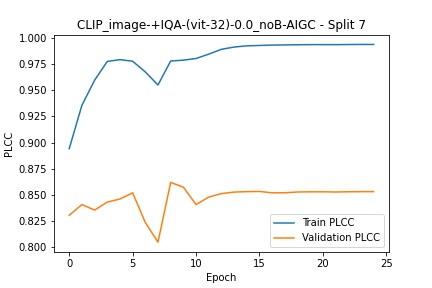 CLIP_image-+IQA-(vit-32)-0.0_noB-AIGC - Split 7
1.000
0.975
0.950
0.925
0.900
0.875
0.850
0.825
0.800
PLCC
Train PLCC
Validation PLCC
0 5 10 15 20 25
Epoch